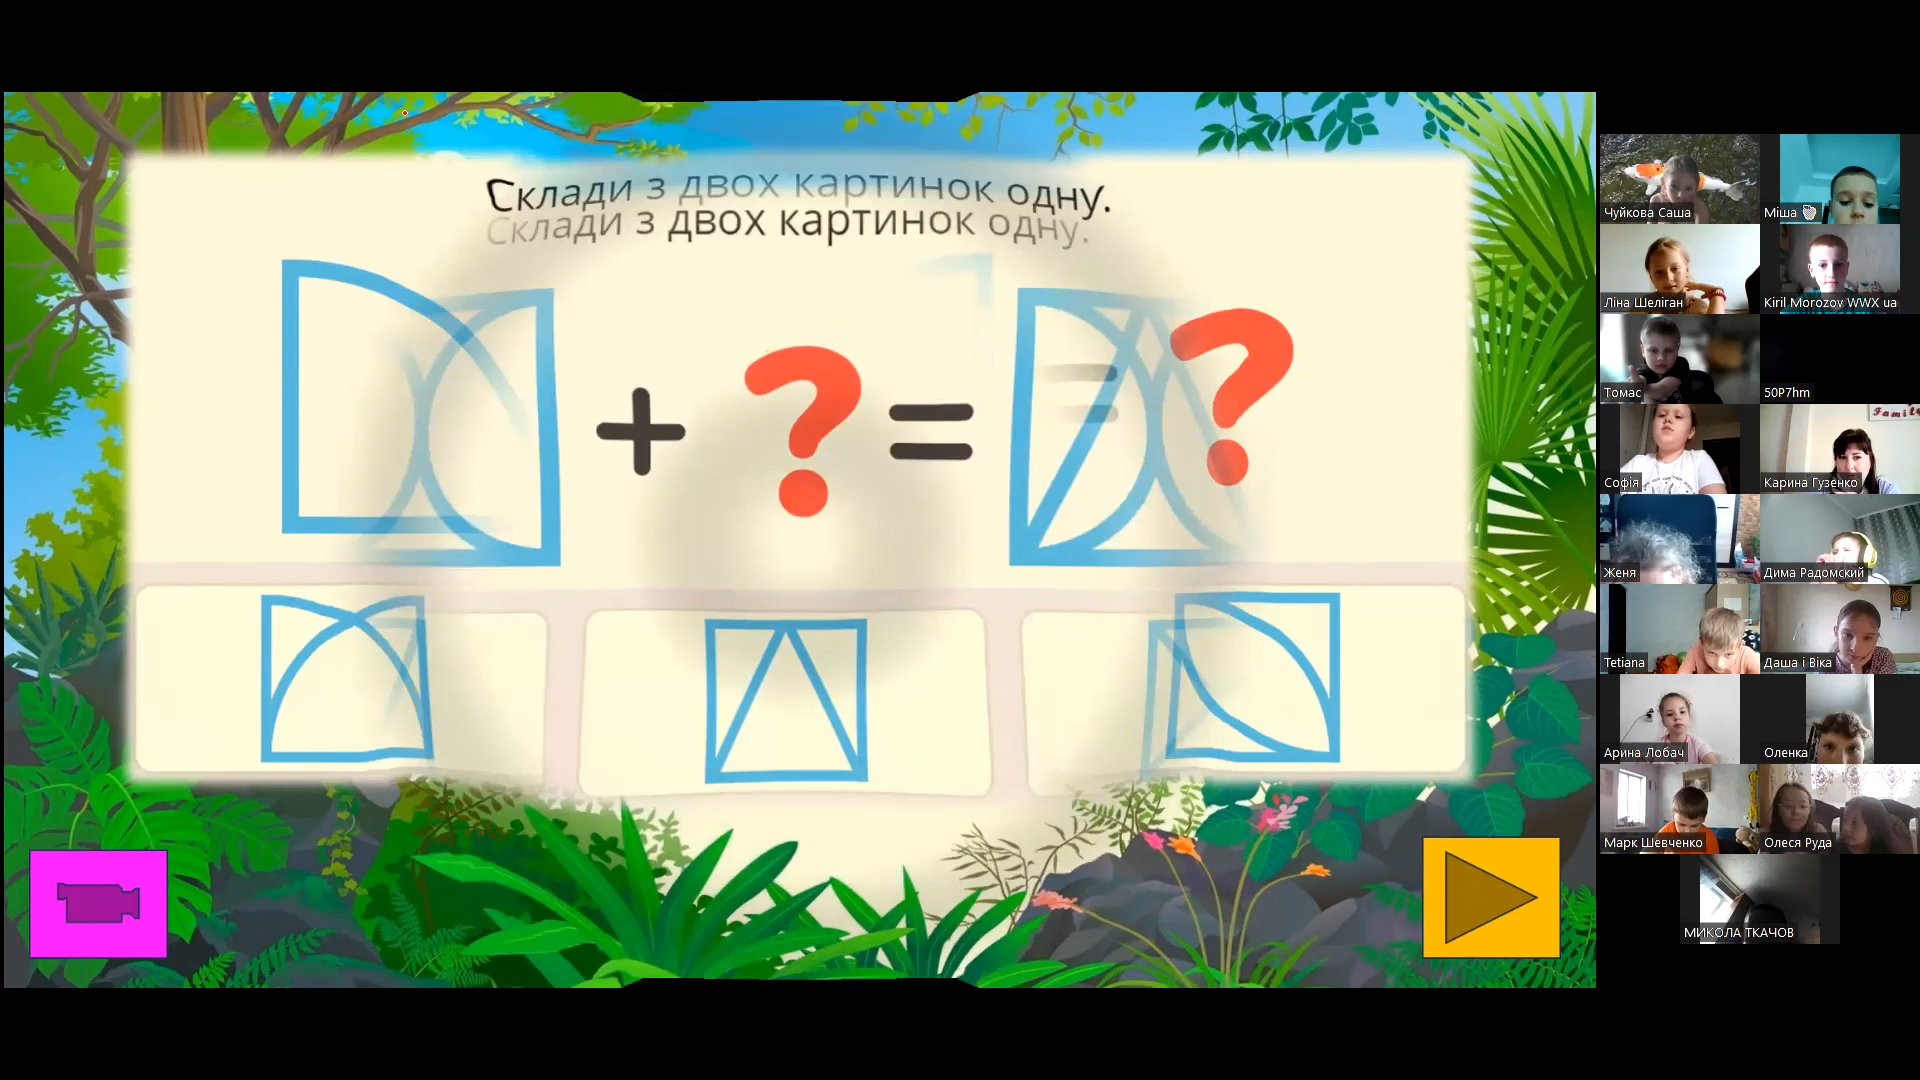 Склади з двох картинок одну.
Склади з двох картинок одну.
+ ? = ?
=
Чуйкова Саша
Міша
Ліна Шеліган
Kiril Morozov WWX ua
Томас
50P7hm
Family
Софія
Карина Гузенко
Женя
Дима Радомский
Tetiana
Даша і Віка
Арина Лобач
Оленка
Марк Шевченко
Олеся Руда
МИКОЛА ТКАЧОВ